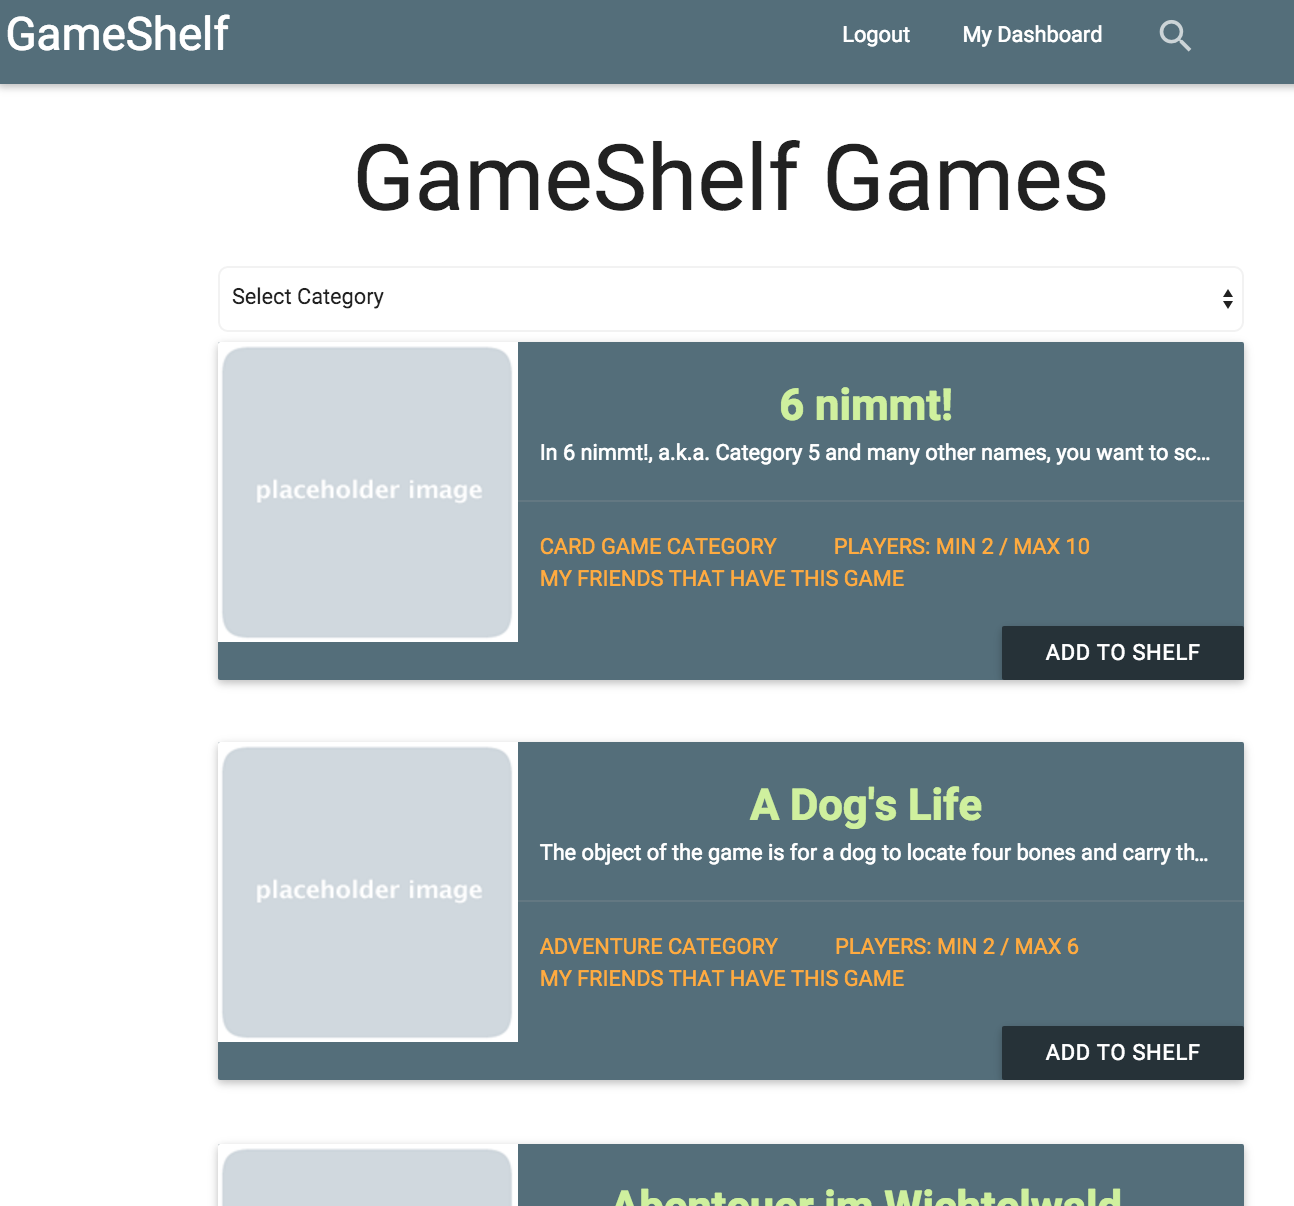 GameShelf
Logout My Dashboard
GameShelf Games
Select Category
placeholder image
6 nimmt!
In 6 nimmt!, a.k.a. Category 5 and many other names, you want to sc...
CARD GAME CATEGORY PLAYERS: MIN 2 / MAX 10
MY FRIENDS THAT HAVE THIS GAME
ADD TO SHELF
placeholder image
A Dog's Life
The object of the game is for a dog to locate four bones and carry th...
ADVENTURE CATEGORY PLAYERS: MIN 2 / MAX 6
MY FRIENDS THAT HAVE THIS GAME
ADD TO SHELF
Abenteuer im Wichtelwald